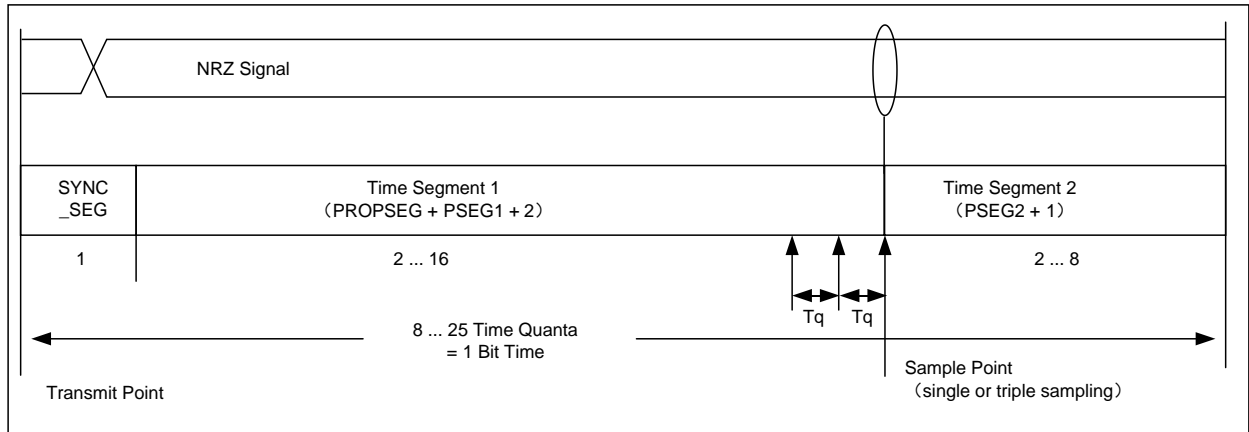 NRZ Signal
SYNC
_SEG
Time Segment 1
（PROPSEG + PSEG1 + 2）
Time Segment 2
（PSEG2 + 1）
1
2 ... 16
2 ... 8
Tq
Tq
8 ... 25 Time Quanta
= 1 Bit Time
Transmit Point
Sample Point
（single or triple sampling）